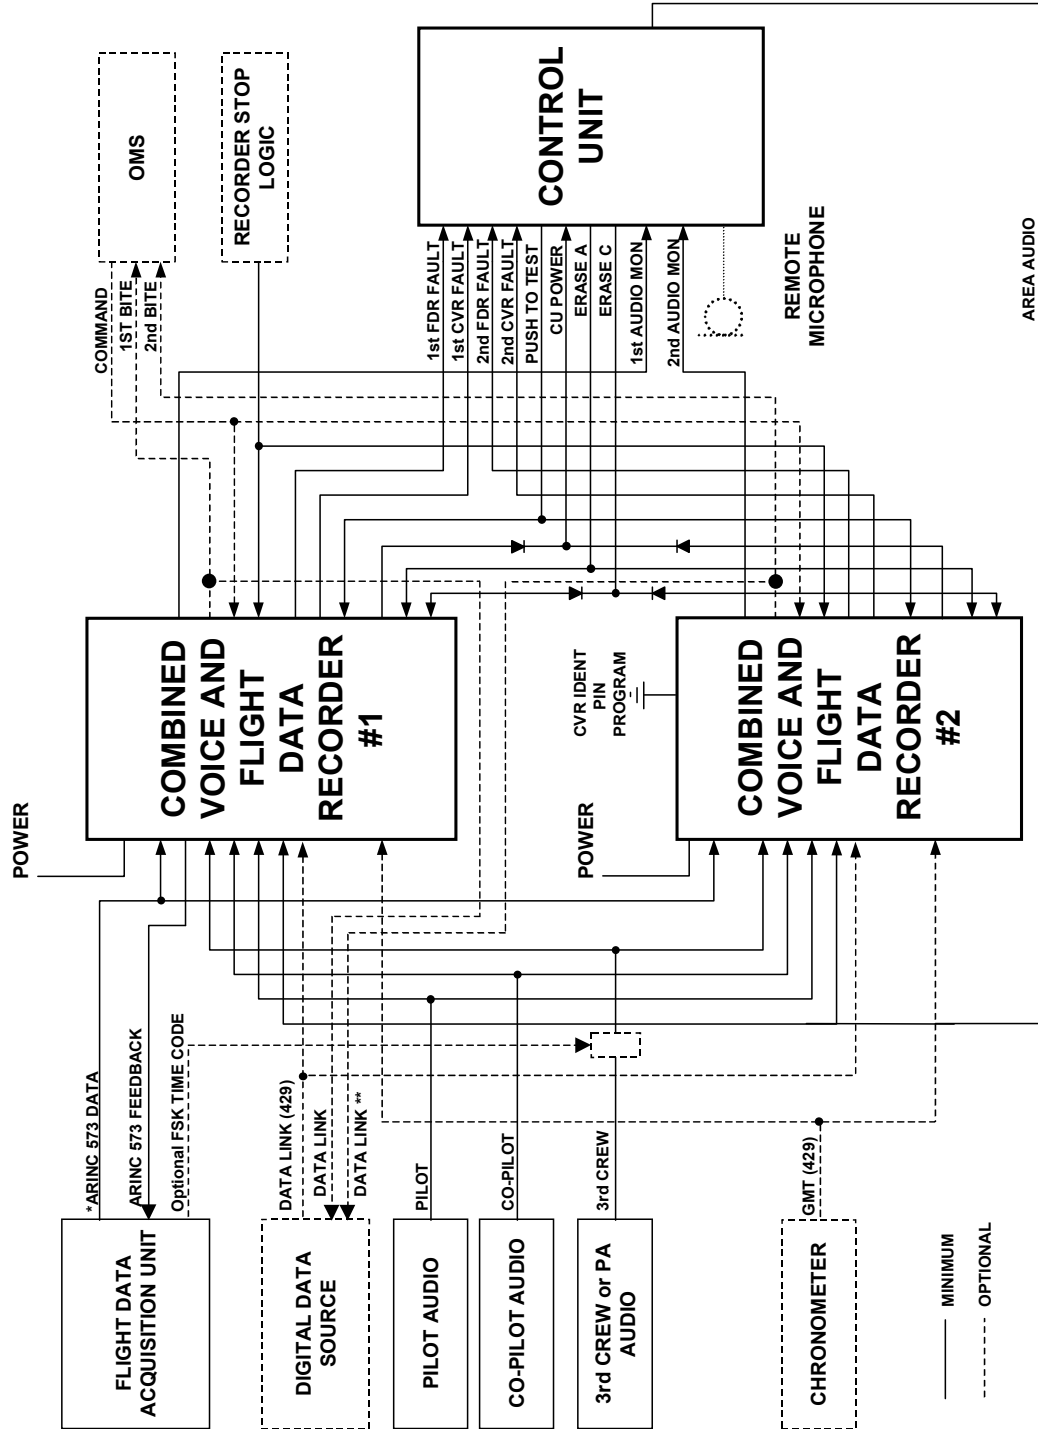 OMS
RECORDER STOP
LOGIC
CONTROL
UNIT
COMMAND
1ST BITE
2nd BITE
1st FDR FAULT
1st CVR FAULT
2nd FDR FAULT
2nd CVR FAULT
PUSH TO TEST
CU POWER
ERASE A
ERASE C
1st AUDIO MON
2nd AUDIO MON
REMOTE
MICROPHONE
AREA AUDIO
COMBINED
VOICE AND
FLIGHT
DATA
RECORDER
#1
CVR IDENT
PIN
PROGRAM
COMBINED
VOICE AND
FLIGHT
DATA
RECORDER
#2
POWER
POWER
*ARINC 573 DATA
ARINC 573 FEEDBACK
Optional FSK TIME CODE
DATA LINK (429)
DATA LINK
DATA LINK **
PILOT
CO-PILOT
3rd CREW
GMT (429)
FLIGHT DATA
ACQUISITION UNIT
DIGITAL DATA
SOURCE
PILOT AUDIO
CO-PILOT AUDIO
3rd CREW or PA
AUDIO
CHRONOMETER
MINIMUM
OPTIONAL